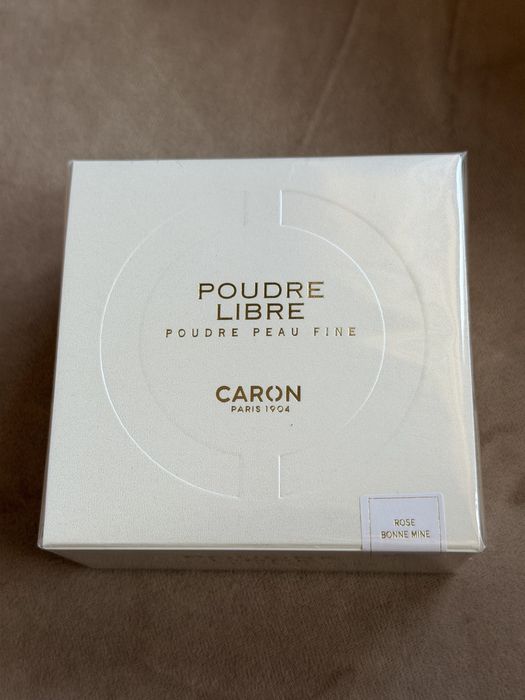 POUDRE
LIBRE
POUDRE PEAU FINE
CARON
PARIS 1904
ROSE
BONNE MINE